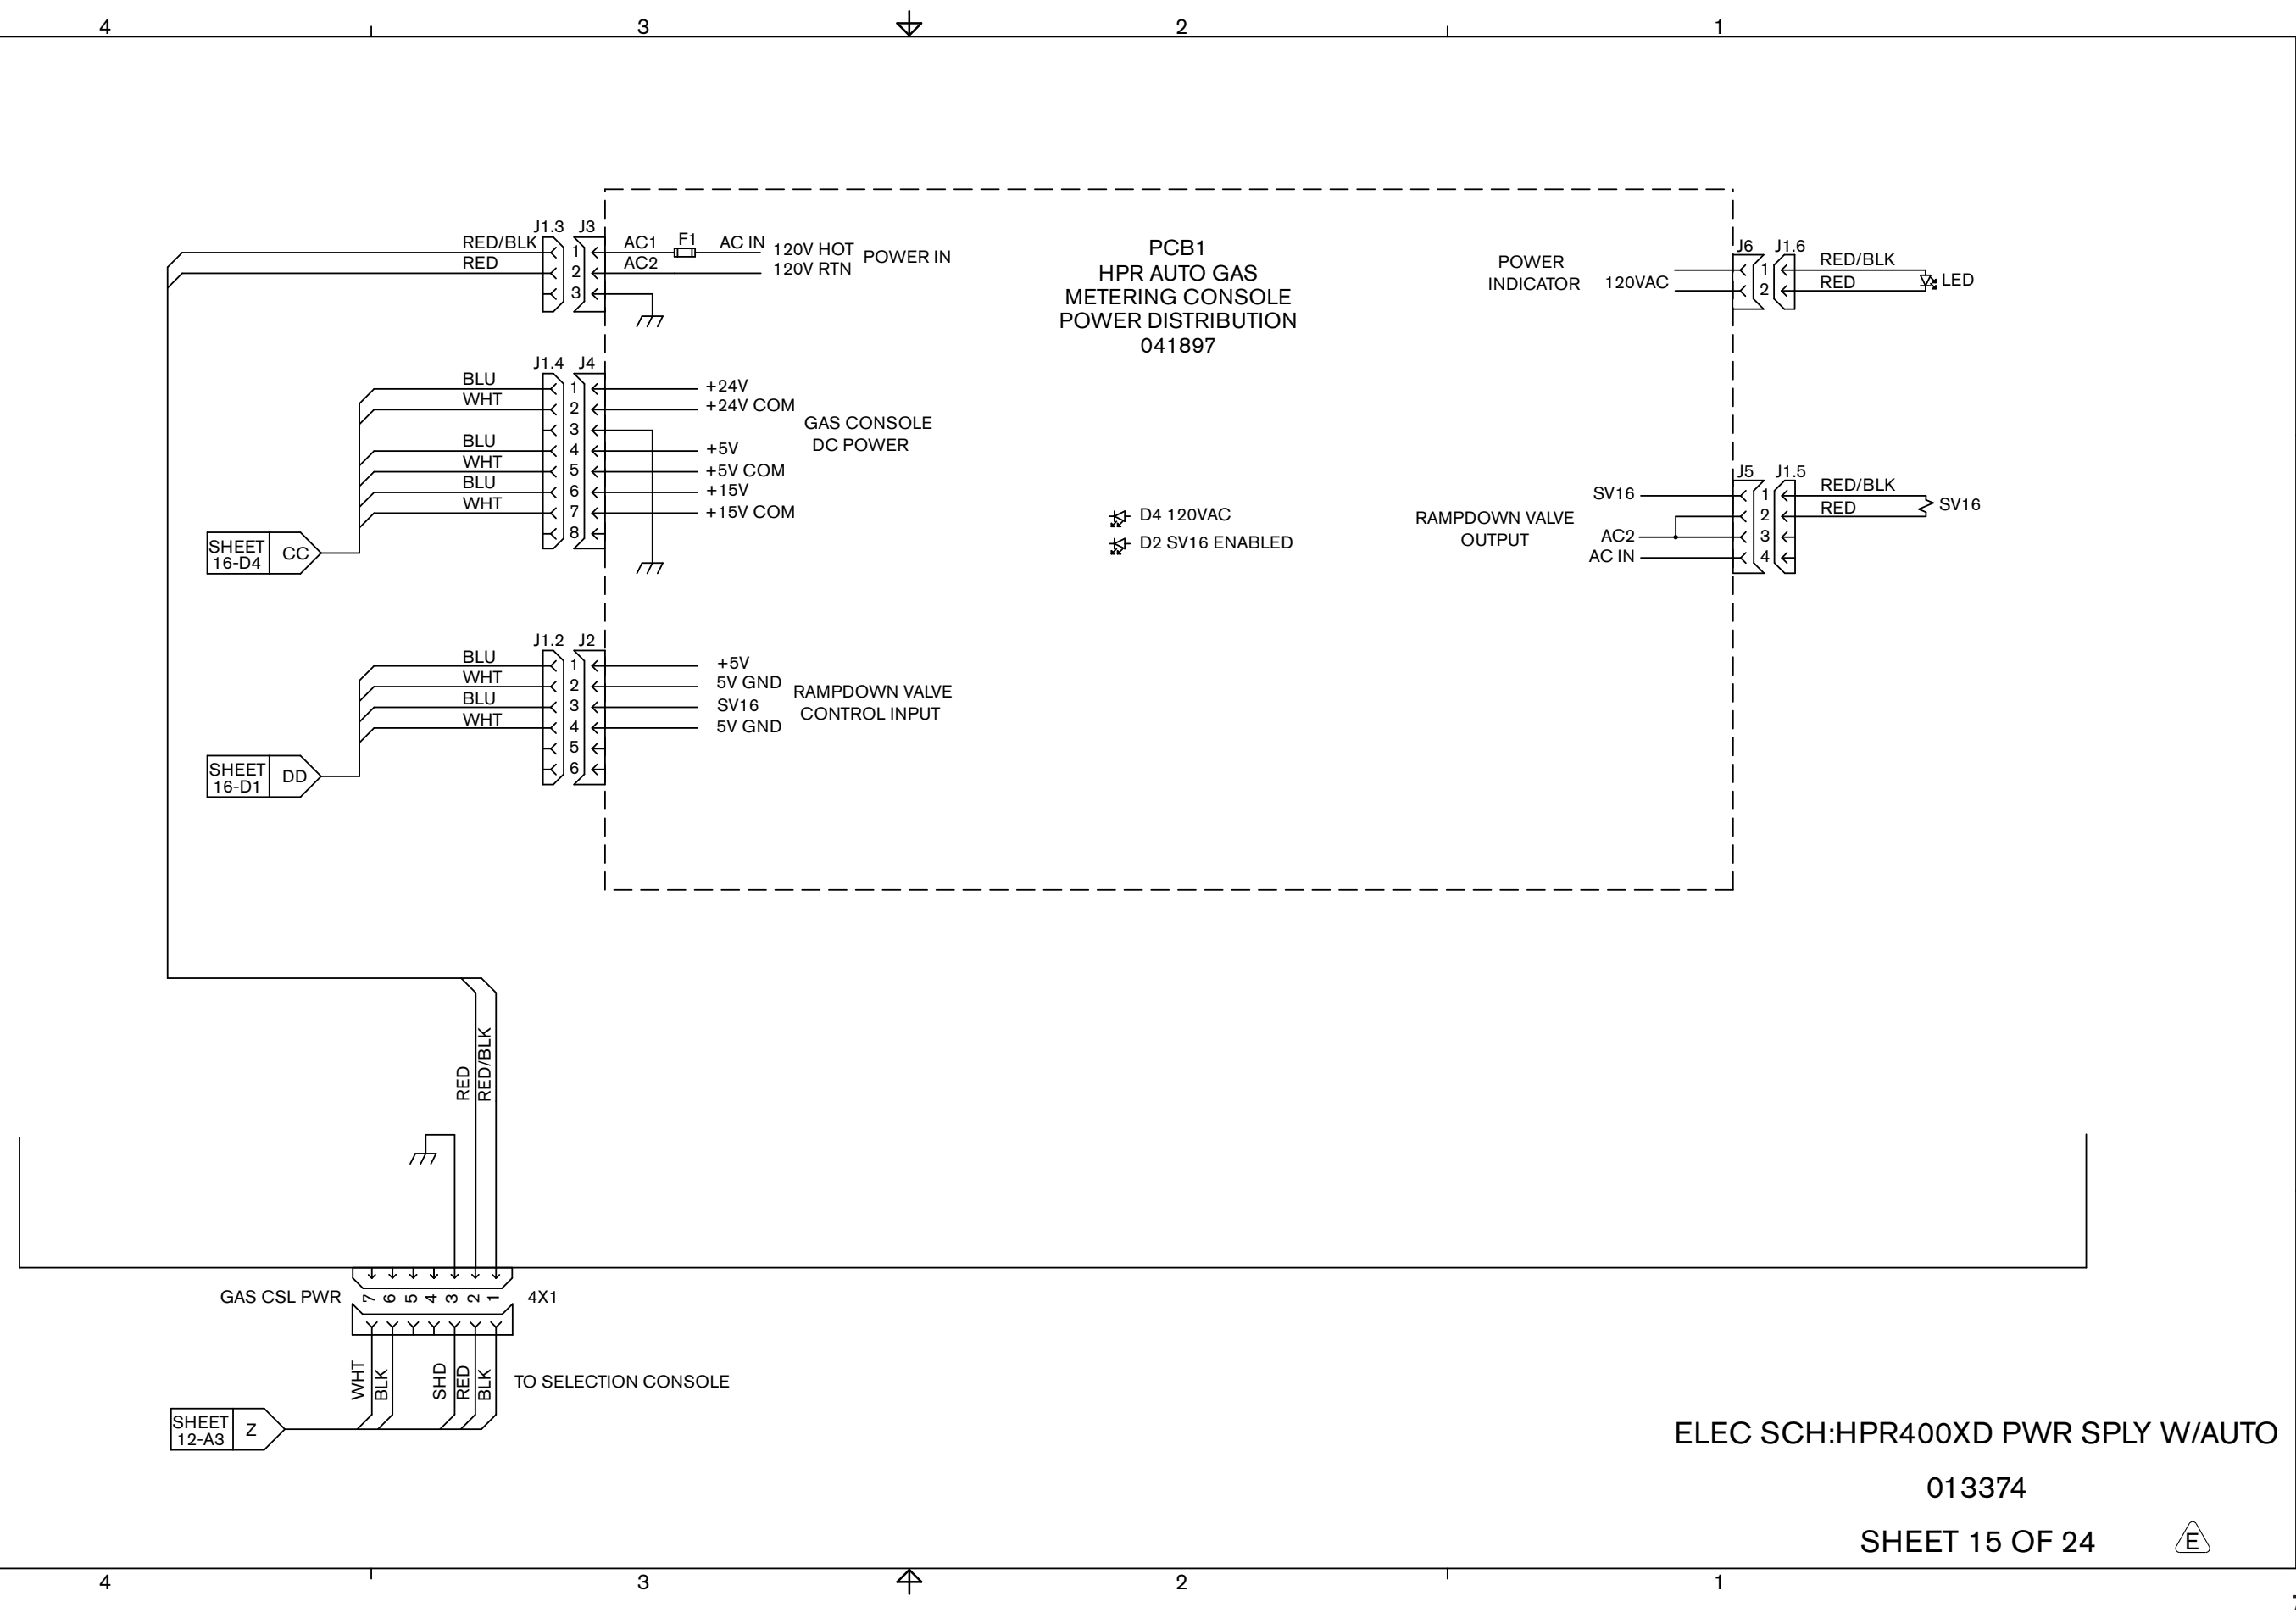 4 3 2 1
J1.3 J3
RED/BLK 1 AC1 F1 AC IN 120V HOT POWER IN
RED 2 AC2 120V RTN
3
PCB1
HPR AUTO GAS
METERING CONSOLE
POWER DISTRIBUTION
041897
J6 J1.6
POWER
INDICATOR 120VAC
1 RED/BLK
2 RED
LED
J1.4 J4
BLU 1 +24V
WHT 2 +24V COM
3
BLU 4 +5V
WHT 5 +5V COM
BLU 6 +15V
WHT 7 +15V COM
8
GAS CONSOLE
DC POWER
SHEET
16-D4
CC
D4 120VAC
D2 SV16 ENABLED
J5 J1.5
SV16 1 RED/BLK
2 RED
SV16
AC2 3
AC IN 4
RAMPDOWN VALVE
OUTPUT
J1.2 J2
BLU 1 +5V
WHT 2 5V GND
BLU 3 SV16
WHT 4 5V GND
5
6
RAMPDOWN VALVE
CONTROL INPUT
SHEET
16-D1
DD
RED
RED/BLK
GAS CSL PWR 7 6 5 4 3 2 1 4X1
WHT BLK SHD RED BLK TO SELECTION CONSOLE
SHEET
12-A3
Z
ELEC SCH:HPR400XD PWR SPLY W/AUTO
013374
SHEET 15 OF 24 E
4 3 2 1